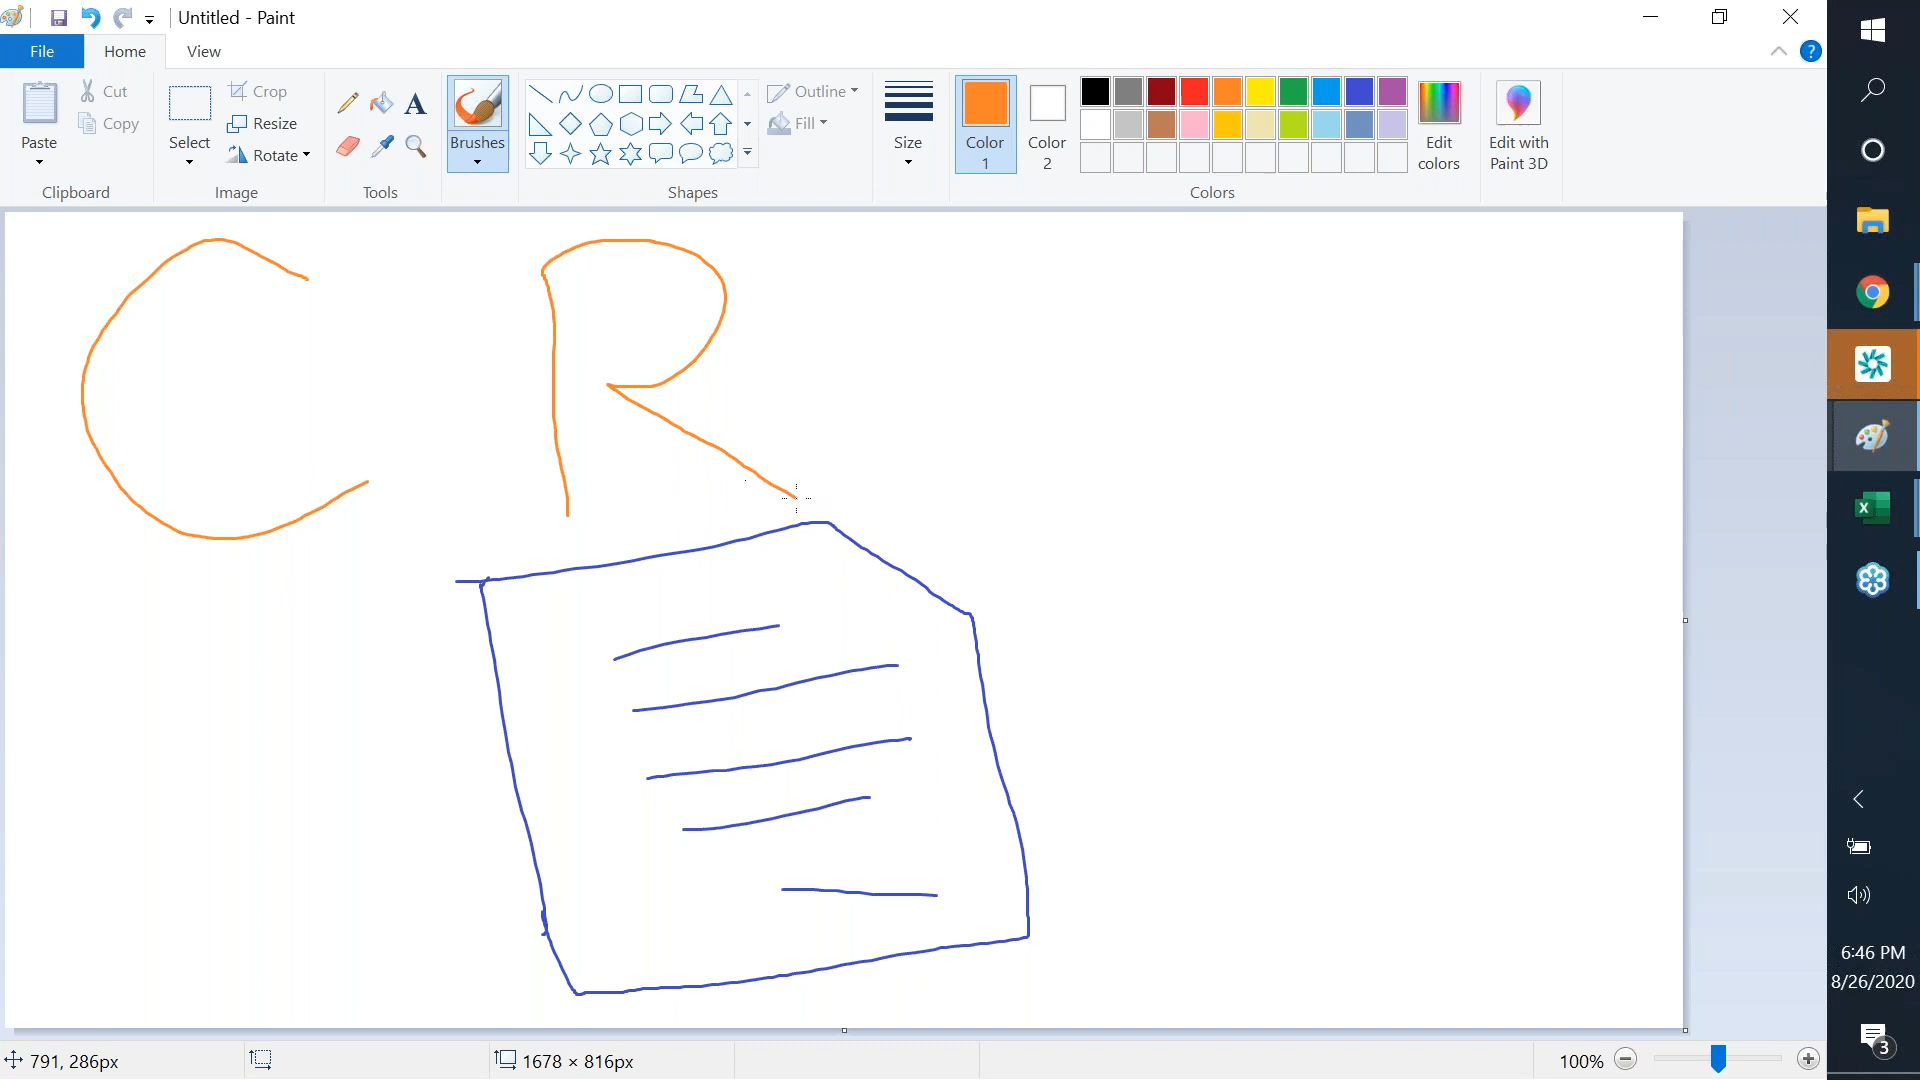 Untitled - Paint
File Home View
Paste
Cut
Copy
Clipboard
Select
Crop
Resize
Rotate
Image
A
Tools
Brushes
Shapes
Outline
Fill
Size
Color 1
Color 2
Edit colors
Colors
Edit with Paint 3D
?
C R
X
6:46 PM
8/26/2020
3
791, 286px
1678 × 816px
100%